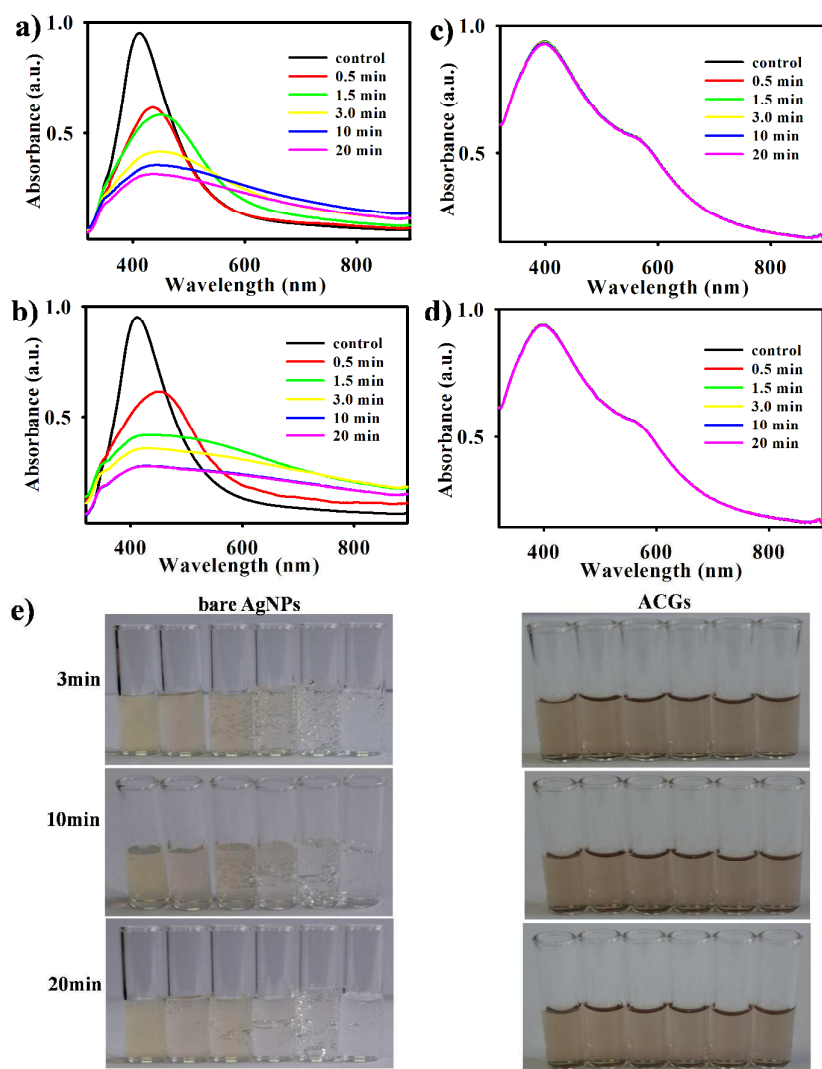 a)
1.0
0.5
Absorbance (a.u.)
control
0.5 min
1.5 min
3.0 min
10 min
20 min
400 600 800
Wavelength (nm)
c)
1.0
0.5
Absorbance (a.u.)
control
0.5 min
1.5 min
3.0 min
10 min
20 min
400 600 800
Wavelength (nm)
b)
1.0
0.5
Absorbance (a.u.)
control
0.5 min
1.5 min
3.0 min
10 min
20 min
400 600 800
Wavelength (nm)
d)
1.0
0.5
Absorbance (a.u.)
control
0.5 min
1.5 min
3.0 min
10 min
20 min
400 600 800
Wavelength (nm)
e)
bare AgNPs
ACGs
3min
10min
20min